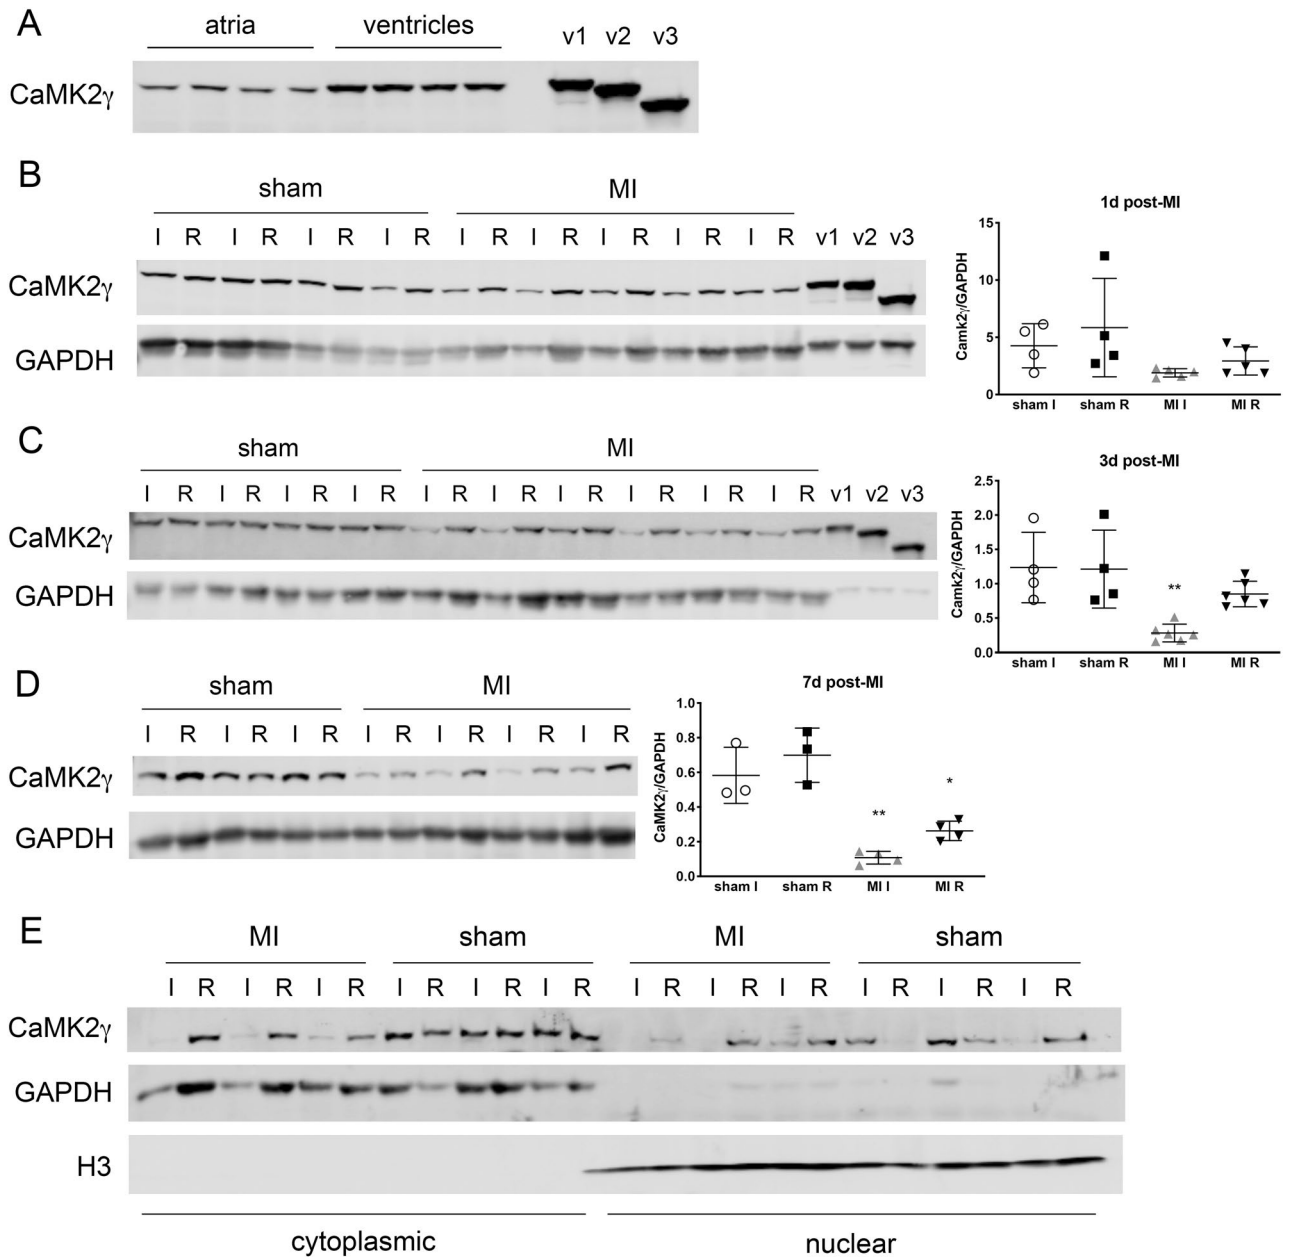 A
atria ventricles v1 v2 v3
CaMK2γ
B
sham MI
I R I R I R I R I R I R I R I R I R v1 v2 v3
CaMK2γ
GAPDH
1d post-MI
Camk2γ/GAPDH
15
10
5
0
sham I sham R MI I MI R
C
sham MI
I R I R I R I R I R I R I R I R I R I R v1 v2 v3
CaMK2γ
GAPDH
3d post-MI
Camk2γ/GAPDH
2.5
2.0
1.5
1.0
0.5
0.0
**
sham I sham R MI I MI R
D
sham MI
I R I R I R I R I R I R I R
CaMK2γ
GAPDH
7d post-MI
CaMK2γ/GAPDH
1.0
0.8
0.6
0.4
0.2
0.0
** *
sham I sham R MI I MI R
E
MI sham MI sham
I R I R I R I R I R I R I R I R I R I R I R I R
CaMK2γ
GAPDH
H3
cytoplasmic nuclear